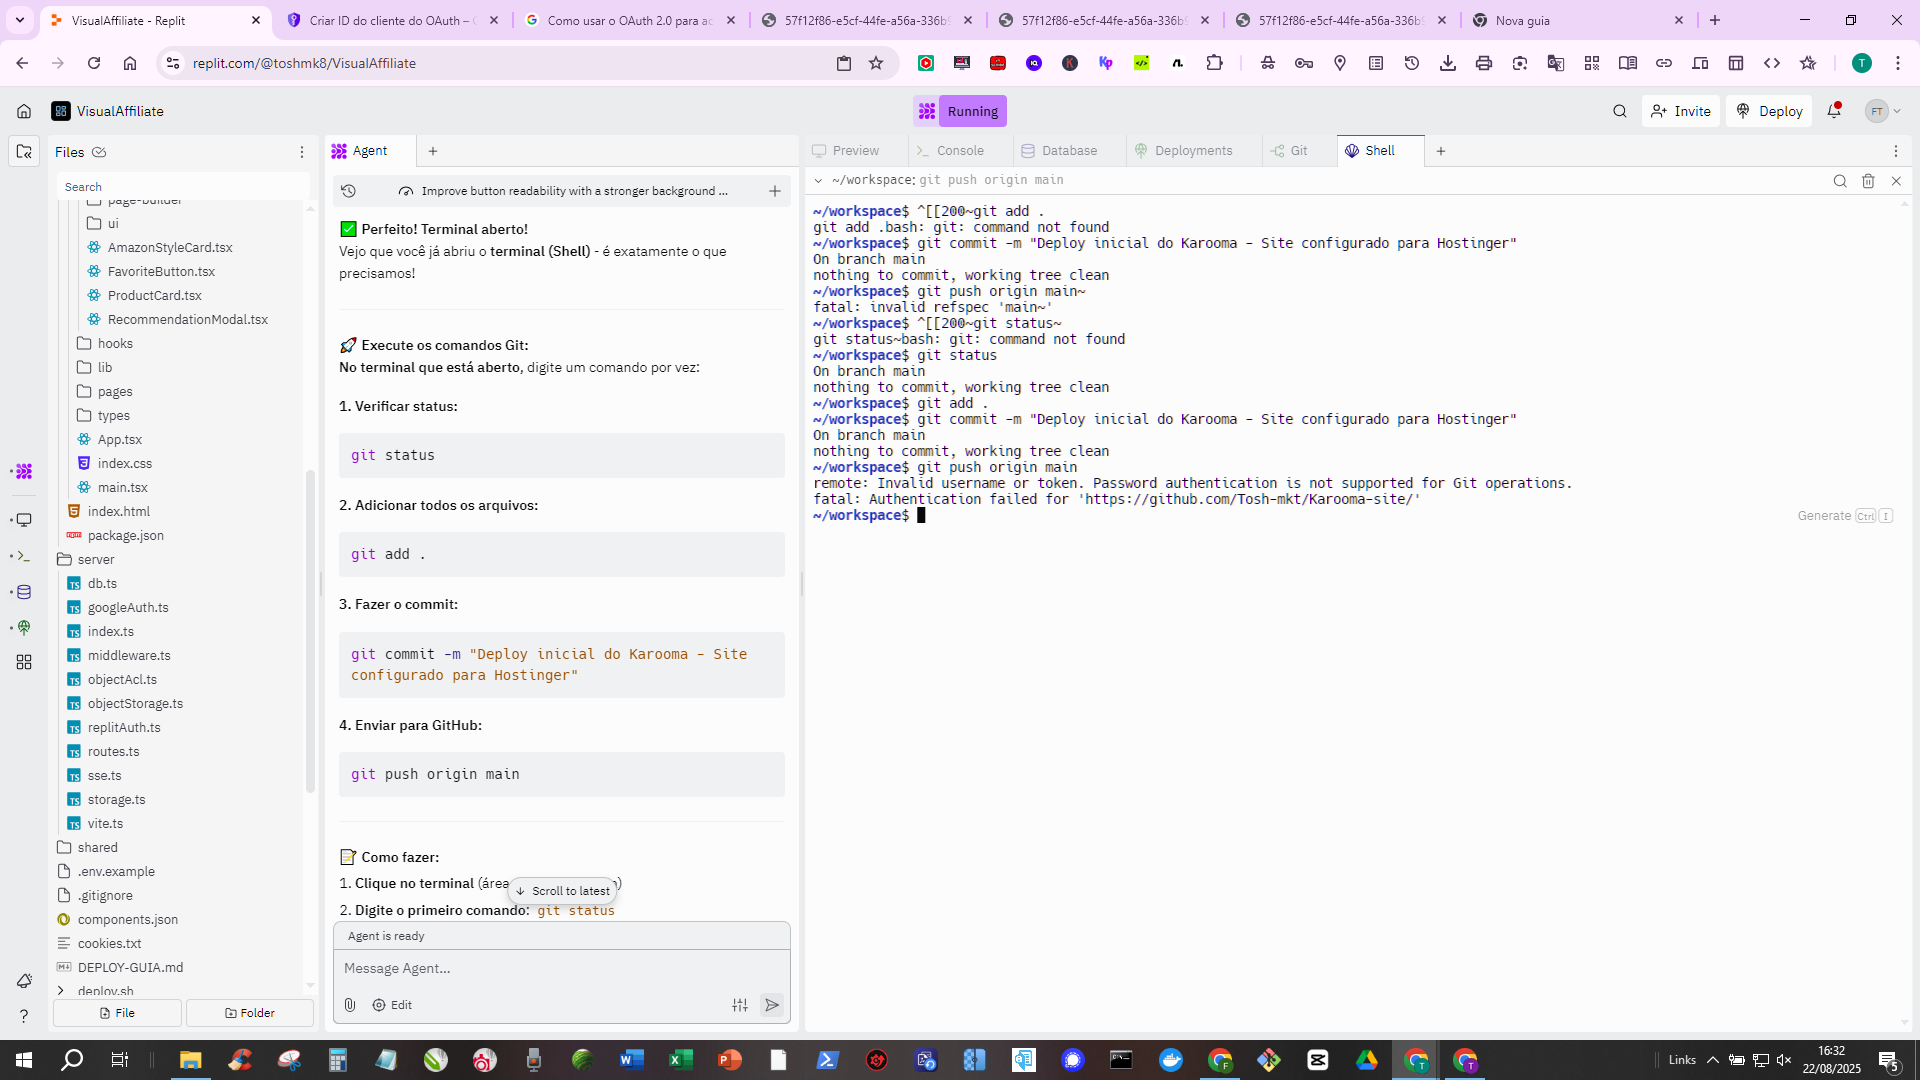 VisualAffiliate - Replit
Criar ID do cliente do OAuth –
Como usar o OAuth 2.0 para ac
57f12f86-e5cf-44fe-a56a-336b
57f12f86-e5cf-44fe-a56a-336b
57f12f86-e5cf-44fe-a56a-336b
Nova guia
replit.com/@toshmk8/VisualAffiliate
VisualAffiliate
Running
Invite
Deploy
FT
Files
Search
page-builder
ui
AmazonStyleCard.tsx
FavoriteButton.tsx
ProductCard.tsx
RecommendationModal.tsx
hooks
lib
pages
types
App.tsx
index.css
main.tsx
index.html
package.json
server
db.ts
googleAuth.ts
index.ts
middleware.ts
objectAcl.ts
objectStorage.ts
replitAuth.ts
routes.ts
sse.ts
storage.ts
vite.ts
shared
.env.example
.gitignore
components.json
cookies.txt
DEPLOY-GUIA.md
deploy.sh
File
Folder
Agent
Improve button readability with a stronger background ...
✅ Perfeito! Terminal aberto!
Vejo que você já abriu o terminal (Shell) - é exatamente o que
precisamos!
🚀 Execute os comandos Git:
No terminal que está aberto, digite um comando por vez:
1. Verificar status:
git status
2. Adicionar todos os arquivos:
git add .
3. Fazer o commit:
git commit -m "Deploy inicial do Karooma - Site
configurado para Hostinger"
4. Enviar para GitHub:
git push origin main
📝 Como fazer:
1. Clique no terminal (área
Scroll to latest
2. Digite o primeiro comando: git status
Agent is ready
Message Agent...
Edit
Preview
Console
Database
Deployments
Git
Shell
~/workspace: git push origin main
~/workspace$ ^[[200~git add .
git add .bash: git: command not found
~/workspace$ git commit -m "Deploy inicial do Karooma - Site configurado para Hostinger"
On branch main
nothing to commit, working tree clean
~/workspace$ git push origin main~
fatal: invalid refspec 'main~'
~/workspace$ ^[[200~git status~
git status~bash: git: command not found
~/workspace$ git status
On branch main
nothing to commit, working tree clean
~/workspace$ git add .
~/workspace$ git commit -m "Deploy inicial do Karooma - Site configurado para Hostinger"
On branch main
nothing to commit, working tree clean
~/workspace$ git push origin main
remote: Invalid username or token. Password authentication is not supported for Git operations.
fatal: Authentication failed for 'https://github.com/Tosh-mkt/Karooma-site/'
~/workspace$
Generate Ctrl I
Links
16:32
22/08/2025
5